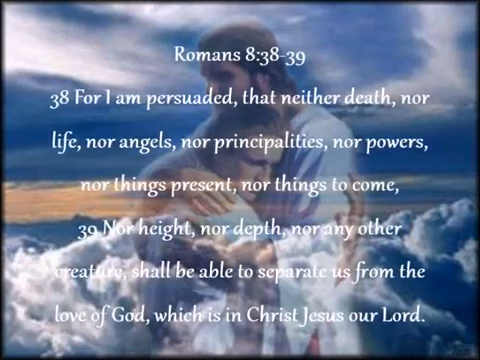 Romans 8:38-39
38 For I am persuaded, that neither death, nor
life, nor angels, nor principalities, nor powers,
nor things present, nor things to come,
39 Nor height, nor depth, nor any other
creature, shall be able to separate us from the
love of God, which is in Christ Jesus our Lord.